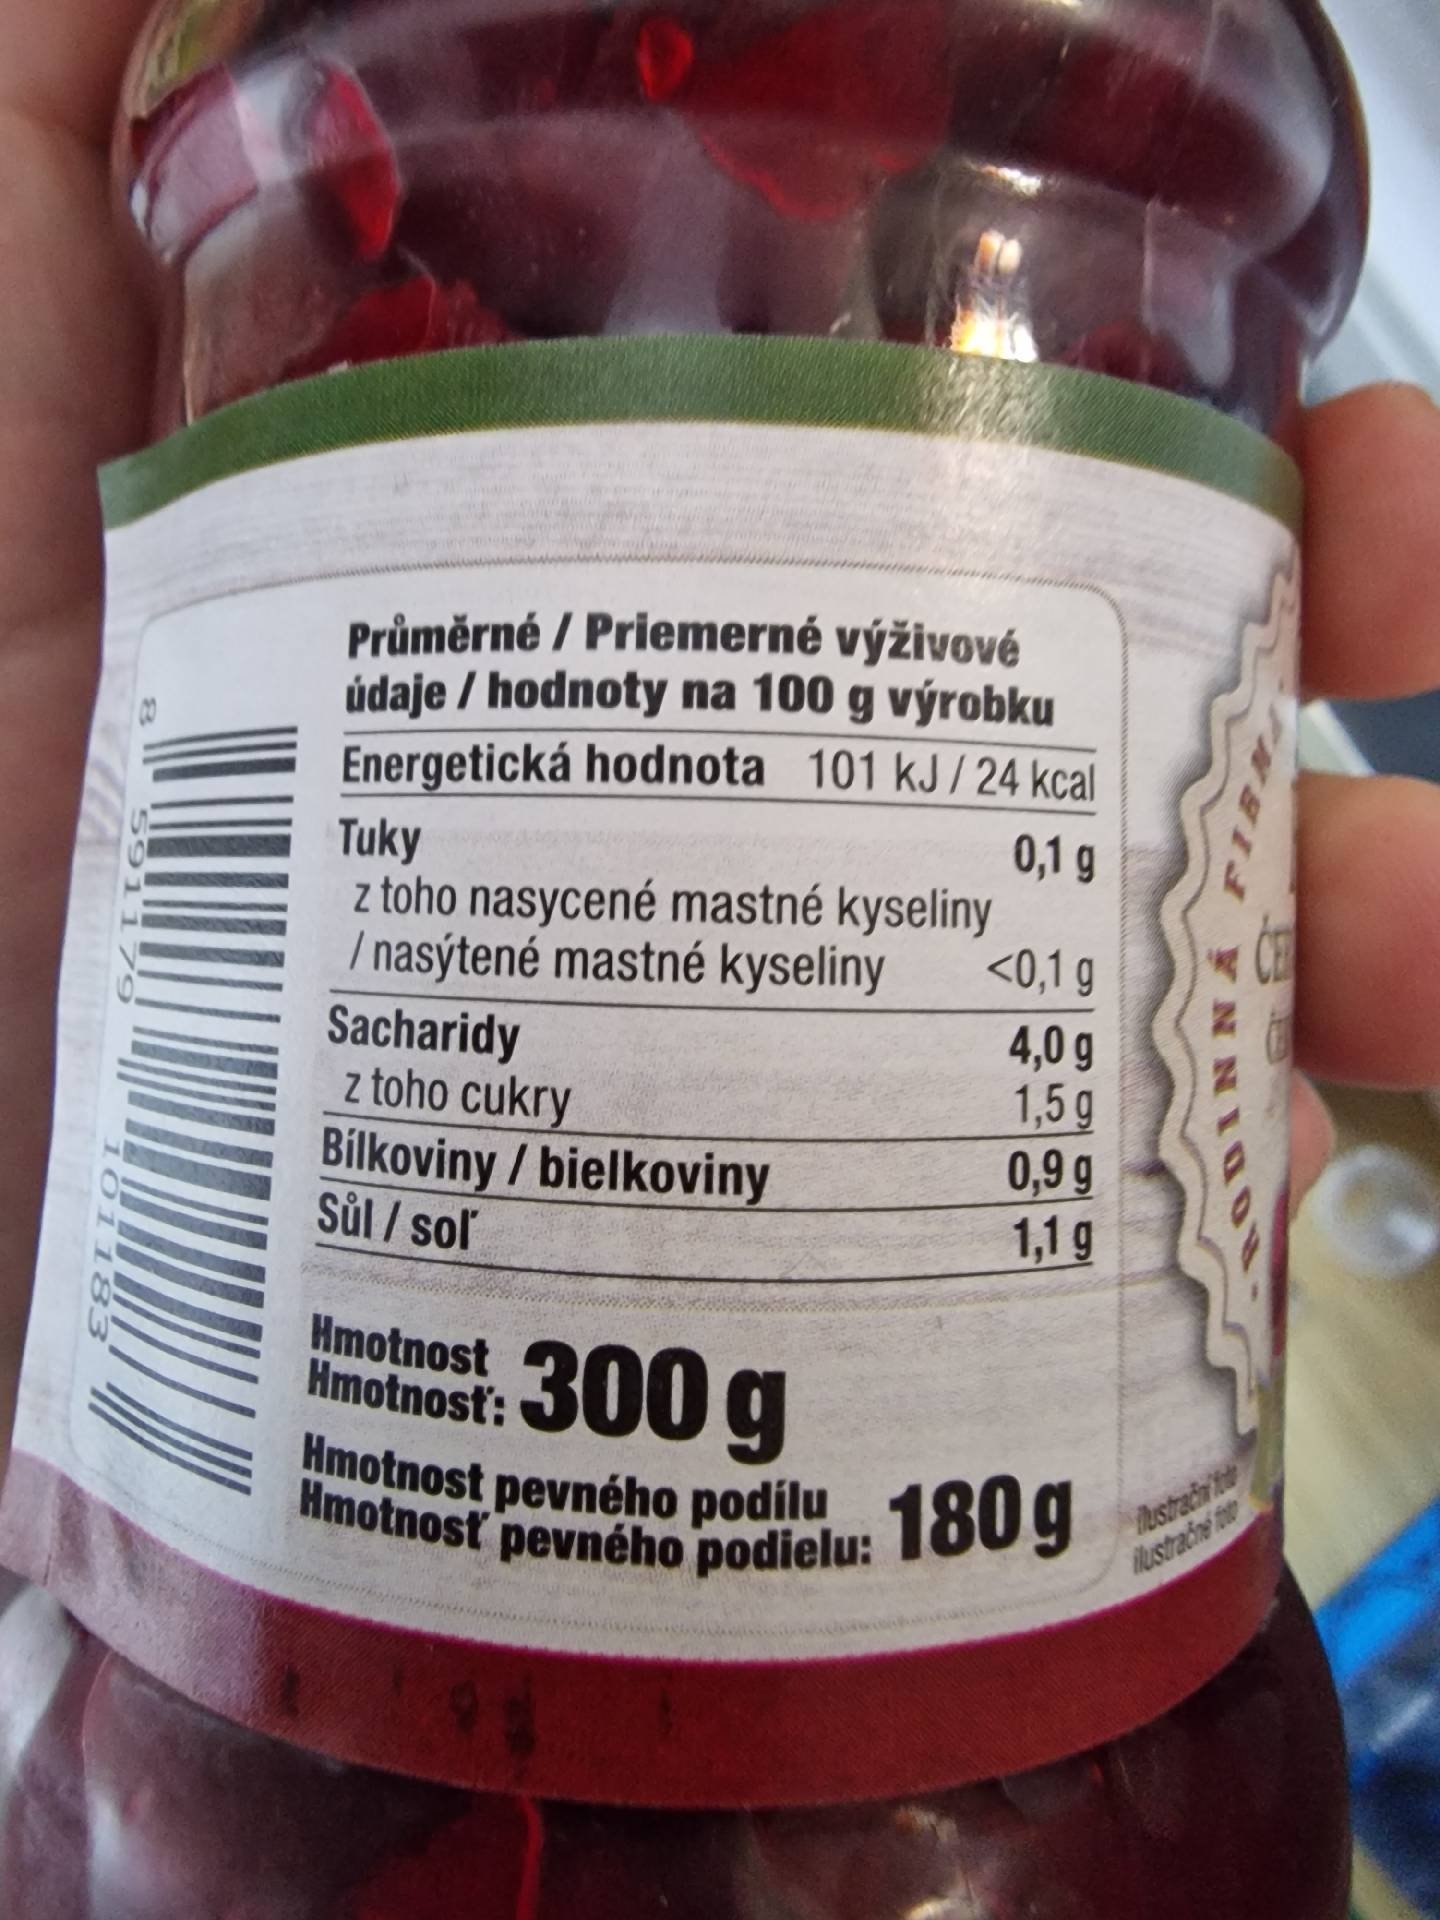 Průměrné / Priemerné výživové
údaje / hodnoty na 100 g výrobku
Energetická hodnota 101 kJ / 24 kcal
Tuky 0,1 g
z toho nasycené mastné kyseliny
/ nasýtené mastné kyseliny <0,1 g
Sacharidy 4,0 g
z toho cukry 1,5 g
Bílkoviny / bielkoviny 0,9 g
Sůl / soľ 1,1 g
Hmotnost
Hmotnosť: 300 g
Hmotnost pevného podílu
Hmotnosť pevného podielu: 180 g
8 591179 101183
RODINNÁ
ilustrační foto
ilustračné foto